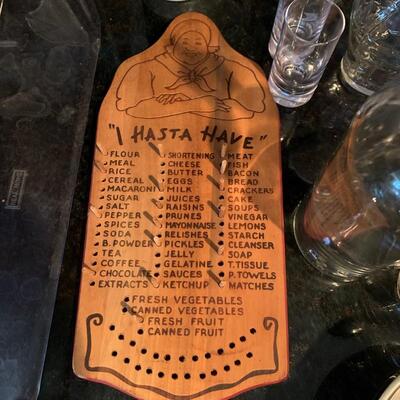 "I HASTA HAVE"
FLOUR SHORTENING MEAT
MEAL CHEESE FISH
RICE BUTTER BACON
CEREAL EGGS BREAD
MACARONI MILK CRACKERS
SUGAR JUICES CAKE
SALT RAISINS SOUPS
PEPPER PRUNES VINEGAR
SPICES MAYONNAISE LEMONS
SODA RELISHES STARCH
B. POWDER PICKLES CLEANSER
TEA JELLY SOAP
COFFEE GELATINE T. TISSUE
CHOCOLATE SAUCES P. TOWELS
EXTRACTS KETCHUP MATCHES
FRESH VEGETABLES
CANNED VEGETABLES
FRESH FRUIT
CANNED FRUIT